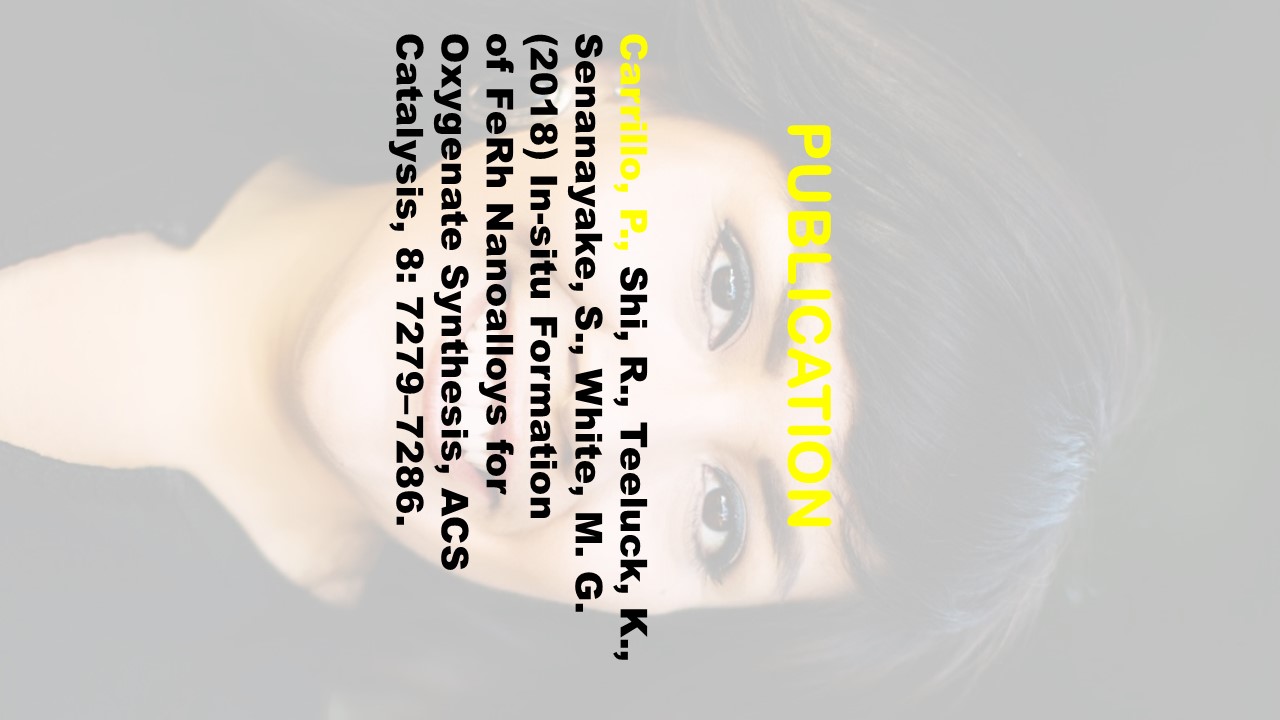 PUBLICATION
Carrillo, P., Shi, R., Teeluck, K.,
Senanayake, S., White, M. G.
(2018) In-situ Formation
of FeRh Nanoalloys for
Oxygenate Synthesis, ACS
Catalysis, 8: 7279–7286.